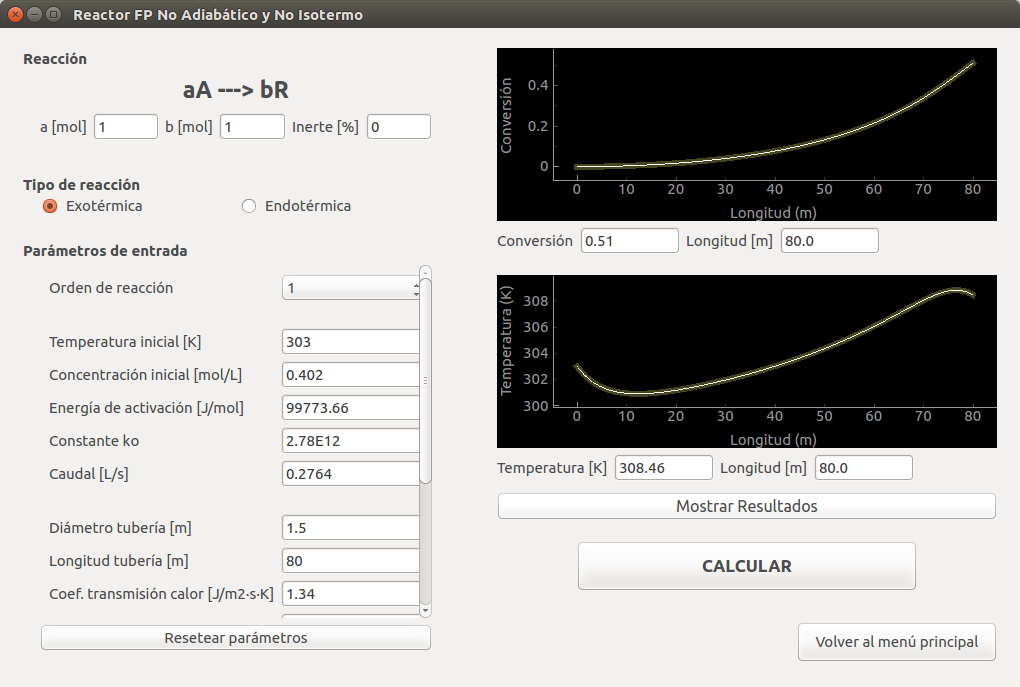 Reactor FP No Adiabático y No Isotermo
Reacción
aA ---> bR
a [mol] 1 b [mol] 1 Inerte [%] 0
Tipo de reacción
Exotérmica Endotérmica
Parámetros de entrada
Orden de reacción 1
Temperatura inicial [K] 303
Concentración inicial [mol/L] 0.402
Energía de activación [J/mol] 99773.66
Constante ko 2.78E12
Caudal [L/s] 0.2764
Diámetro tubería [m] 1.5
Longitud tubería [m] 80
Coef. transmisión calor [J/m2·s·K] 1.34
Resetear parámetros
Conversión
0.4
0.2
0
0 10 20 30 40 50 60 70 80
Longitud (m)
Conversión 0.51 Longitud [m] 80.0
Temperatura (K)
308
306
304
302
300
0 10 20 30 40 50 60 70 80
Longitud (m)
Temperatura [K] 308.46 Longitud [m] 80.0
Mostrar Resultados
CALCULAR
Volver al menú principal